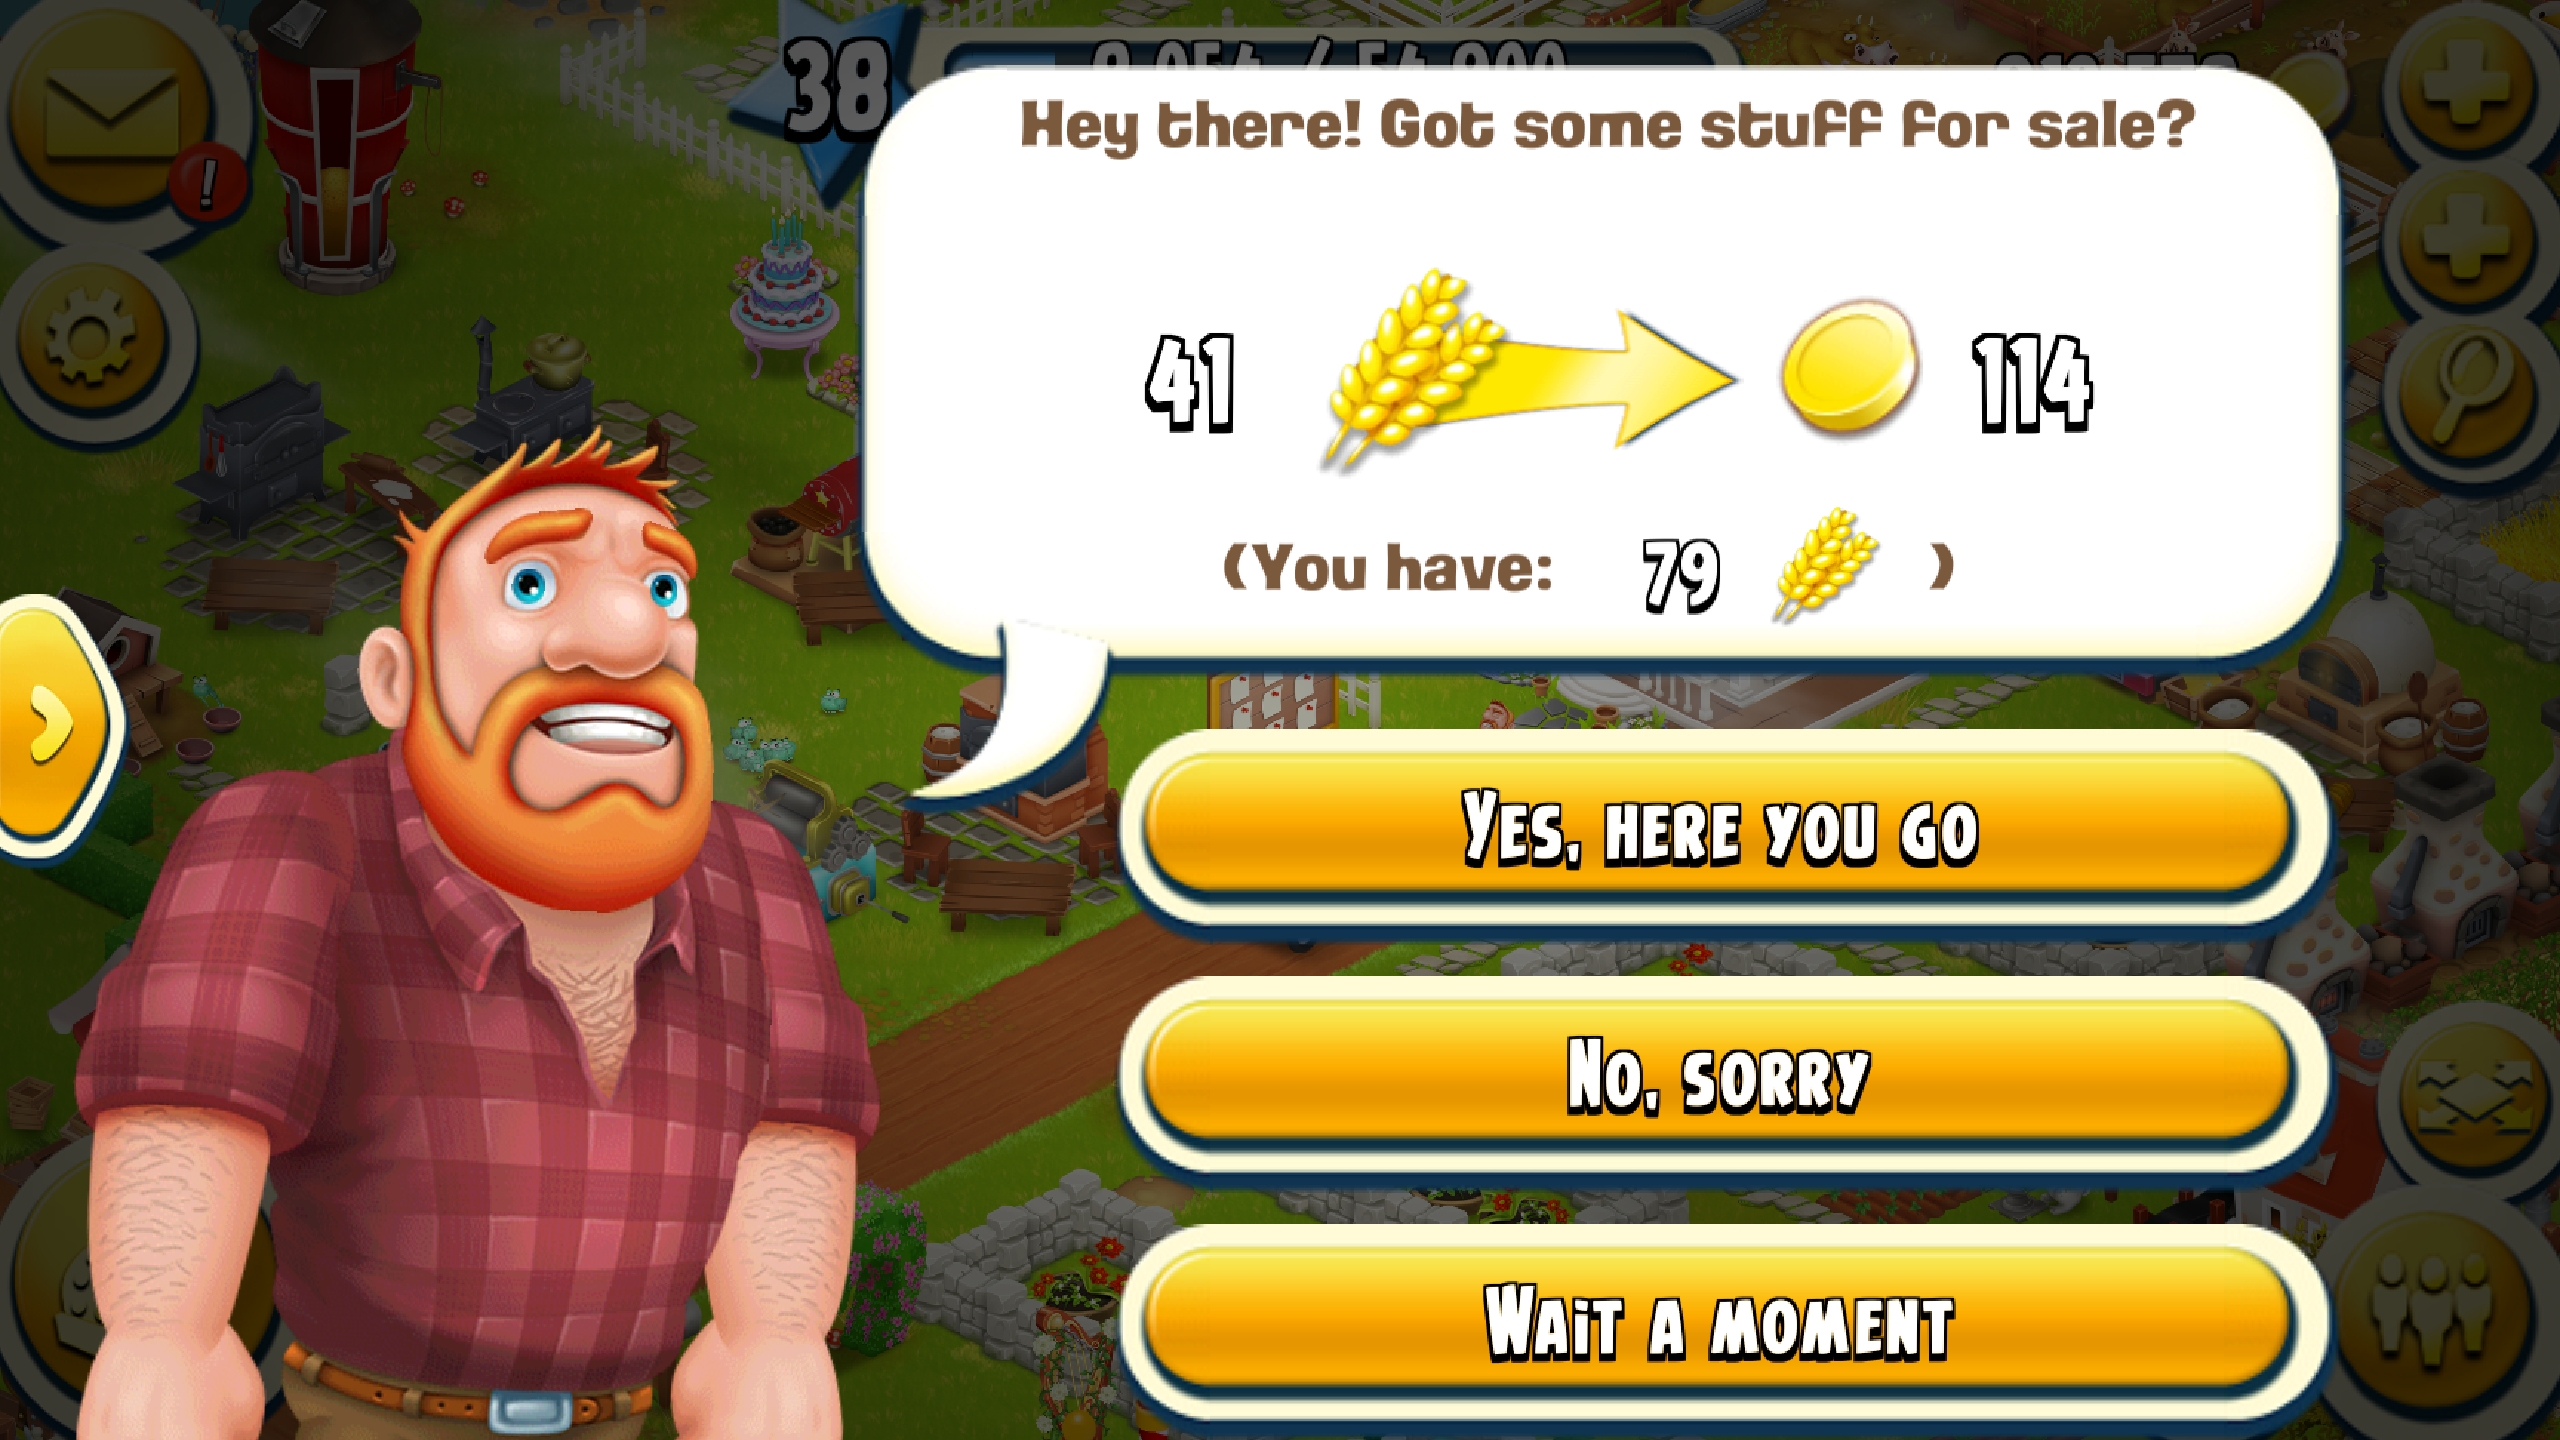 38
Hey there! Got some stuff for sale?
41 114
(You have: 79 )
Yes, here you go
No, sorry
Wait a moment